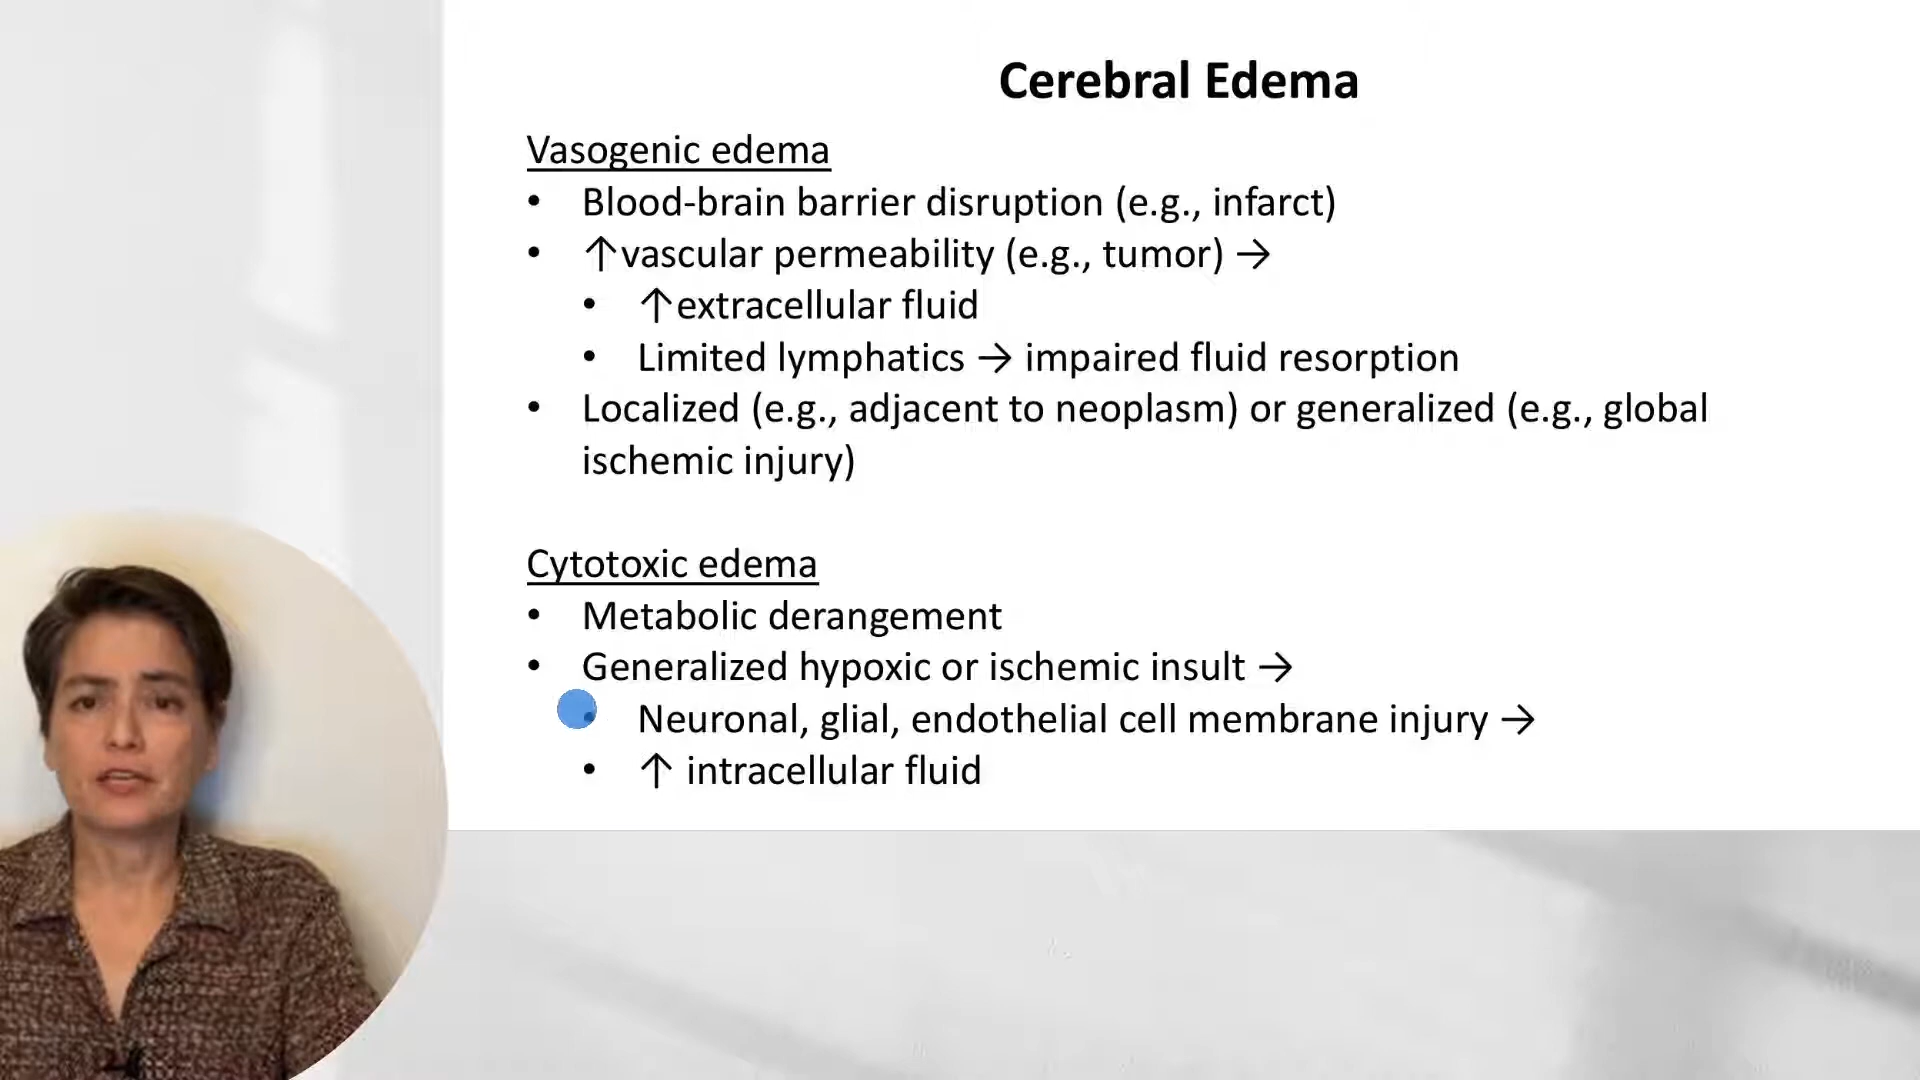 Cerebral Edema
Vasogenic edema
• Blood-brain barrier disruption (e.g., infarct)
• ↑vascular permeability (e.g., tumor) →
• ↑extracellular fluid
• Limited lymphatics → impaired fluid resorption
• Localized (e.g., adjacent to neoplasm) or generalized (e.g., global
ischemic injury)
Cytotoxic edema
• Metabolic derangement
• Generalized hypoxic or ischemic insult →
• Neuronal, glial, endothelial cell membrane injury →
• ↑ intracellular fluid